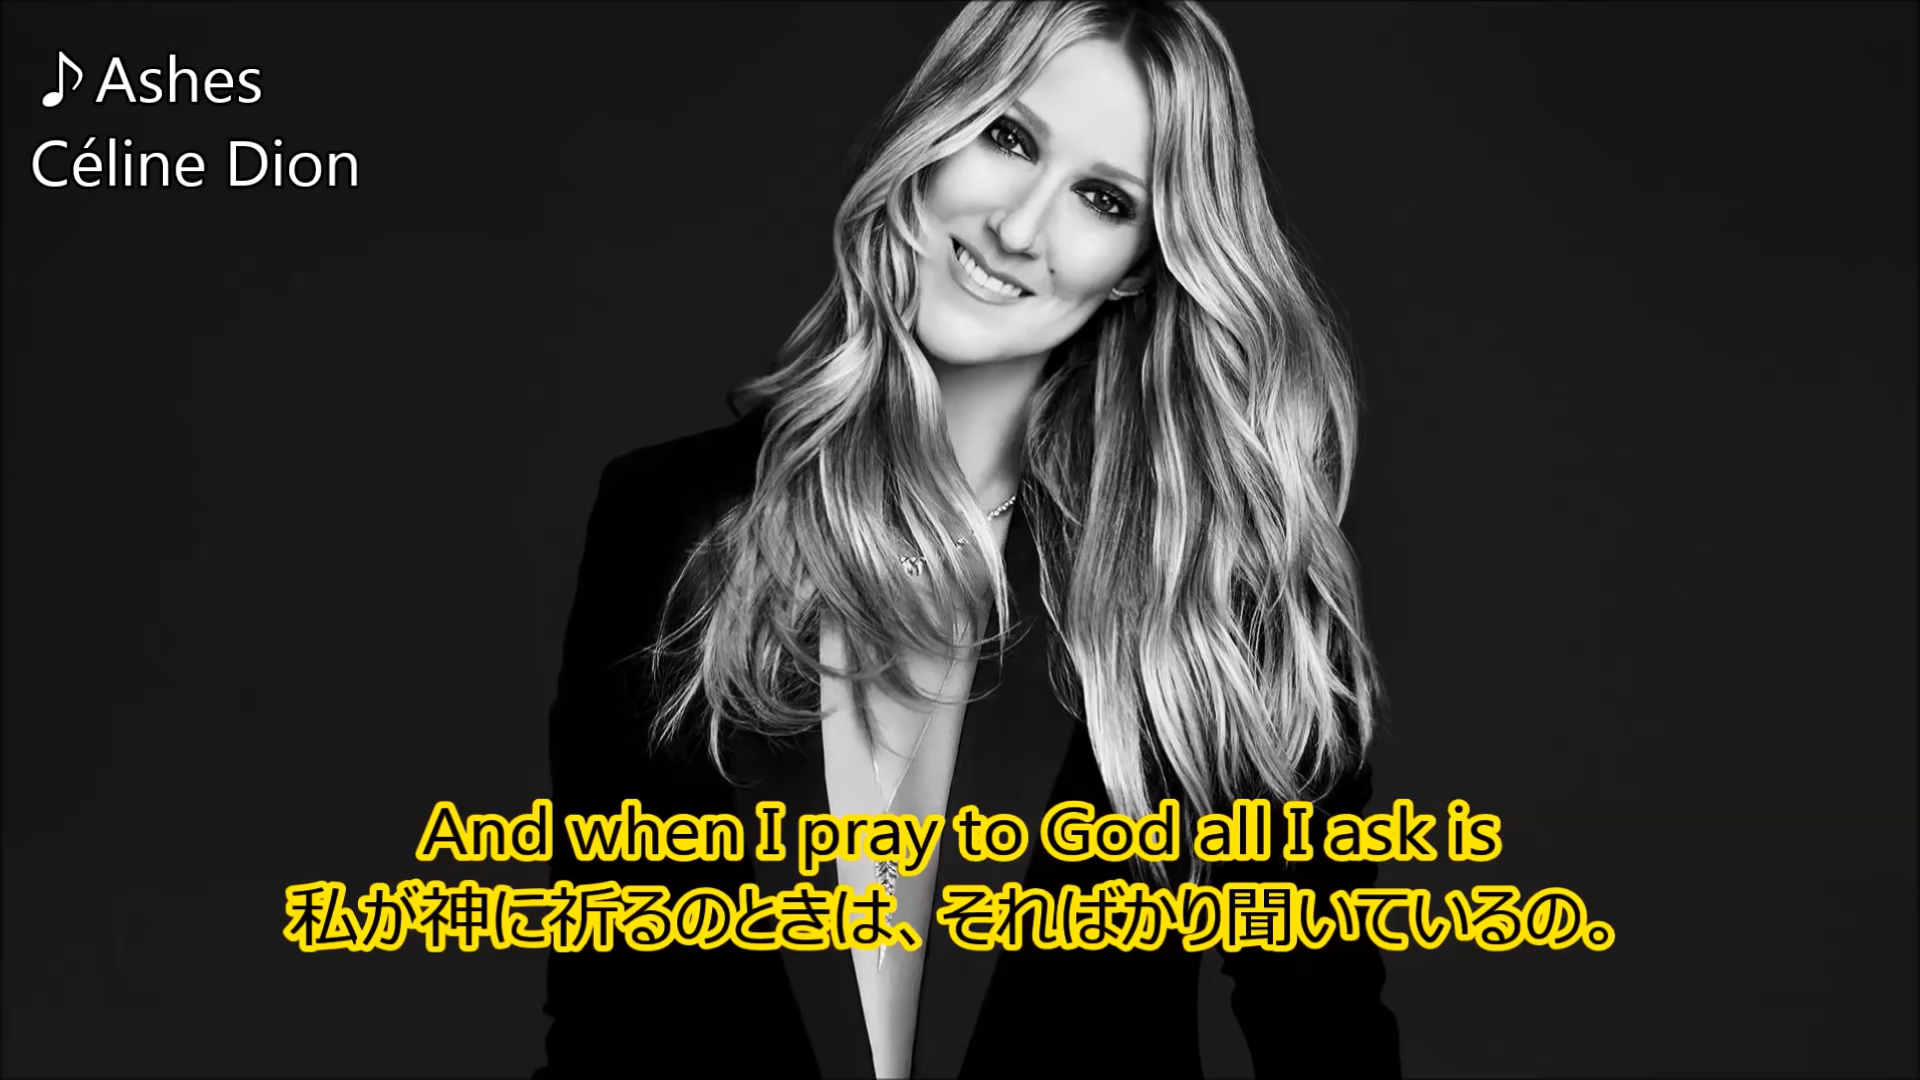 ♪Ashes
Céline Dion
And when I pray to God all I ask is
私が神に祈るのときは、そればかり聞いているの。